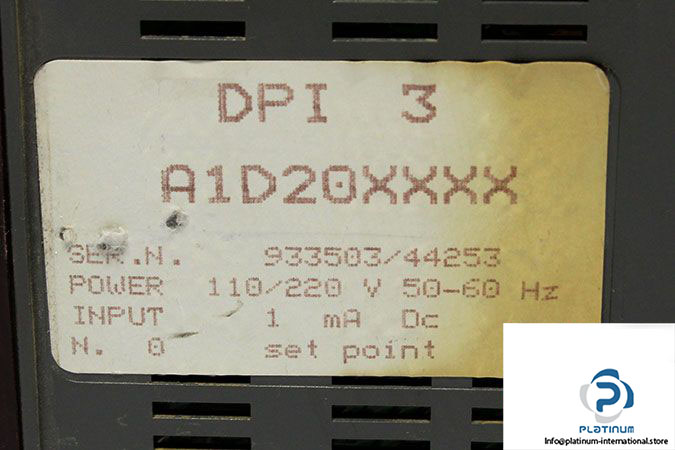 DPI 3
A1D20XXXX
SER.N. 933503/44253
POWER 110/220 V 50-60 Hz
INPUT 1 mA Dc
N. 0 set point
PLATINUM
Info@platinum-international.store